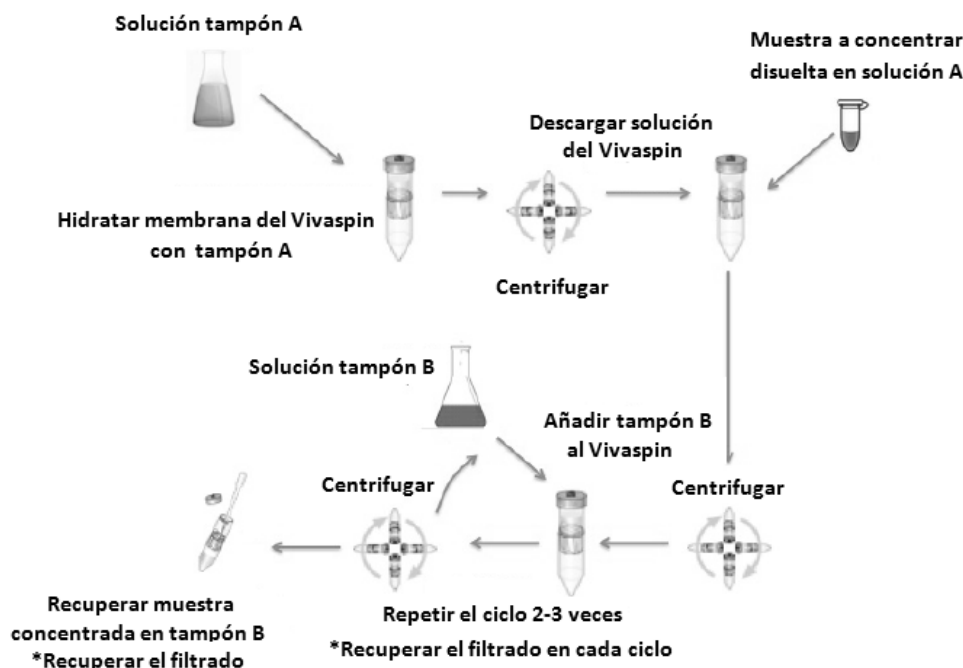 Solución tampón A
Muestra a concentrar
disuelta en solución A
Descargar solución
del Vivaspin
Hidratar membrana del Vivaspin
con tampón A
Centrifugar
Solución tampón B
Añadir tampón B
al Vivaspin
Centrifugar
Centrifugar
Recuperar muestra
concentrada en tampón B
*Recuperar el filtrado
Repetir el ciclo 2-3 veces
*Recuperar el filtrado en cada ciclo